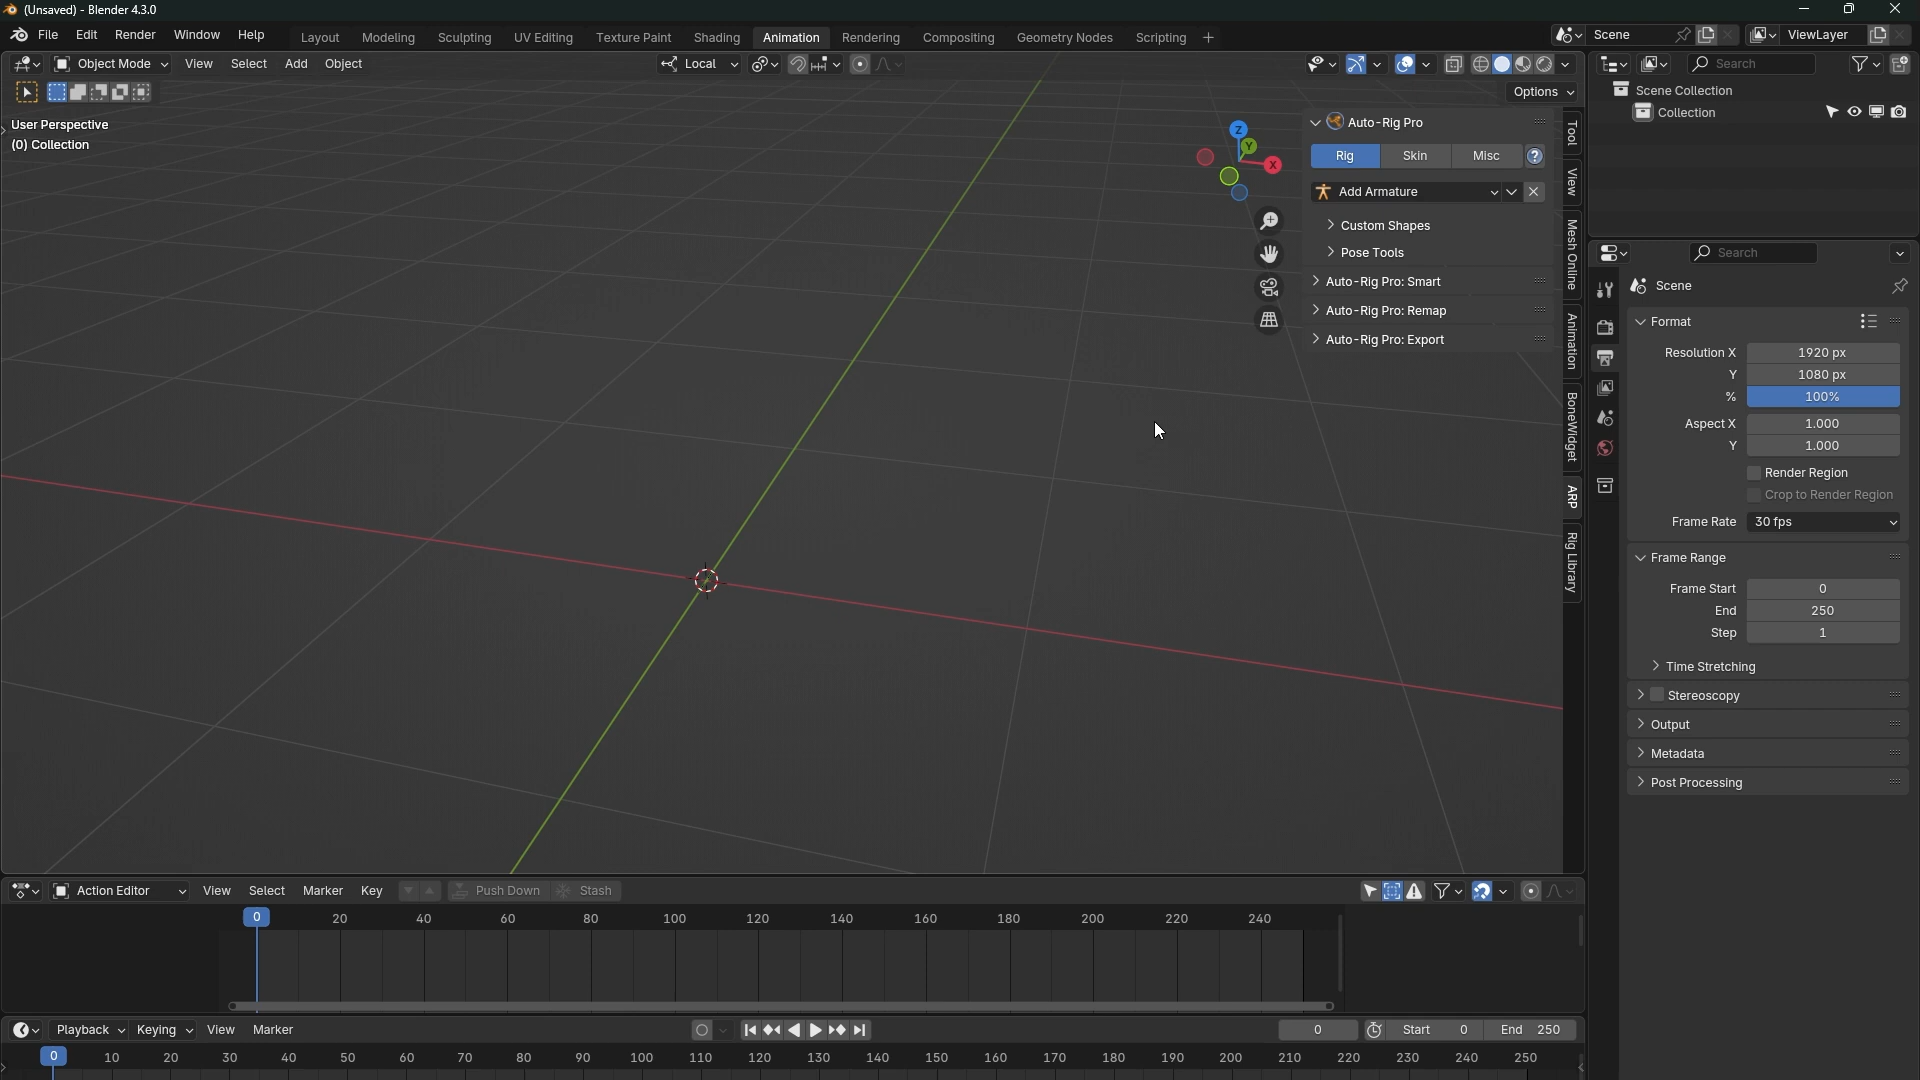 (Unsaved) - Blender 4.3.0
File Edit Render Window Help Layout Modeling Sculpting UV Editing Texture Paint Shading Animation Rendering Compositing Geometry Nodes Scripting + Scene ViewLayer
Object Mode View Select Add Object Local Search
Options
User Perspective
(0) Collection
Z
Y
X
Auto-Rig Pro
Rig Skin Misc ?
Add Armature
Custom Shapes
Pose Tools
Auto-Rig Pro: Smart
Auto-Rig Pro: Remap
Auto-Rig Pro: Export
Tool
View
Mesh Online
Animation
BoneWidget
ARP
Rig Library
Scene Collection
Collection
Search
Scene
Format
Resolution X 1920 px
Y 1080 px
% 100%
Aspect X 1.000
Y 1.000
Render Region
Crop to Render Region
Frame Rate 30 fps
Frame Range
Frame Start 0
End 250
Step 1
Time Stretching
Stereoscopy
Output
Metadata
Post Processing
Action Editor View Select Marker Key Push Down Stash
0 20 40 60 80 100 120 140 160 180 200 220 240
Playback Keying View Marker 0 Start 0 End 250
0 10 20 30 40 50 60 70 80 90 100 110 120 130 140 150 160 170 180 190 200 210 220 230 240 250